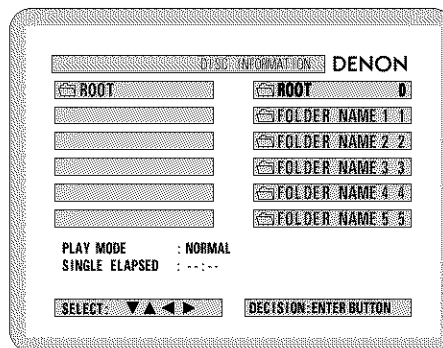 DISC INFORMATION DENON
ROOT ROOT 0
FOLDER NAME 1 1
FOLDER NAME 2 2
FOLDER NAME 3 3
FOLDER NAME 4 4
FOLDER NAME 5 5
PLAY MODE : NORMAL
SINGLE ELAPSED : --:--
SELECT: ▼▲◀▶ DECISION:ENTER BUTTON